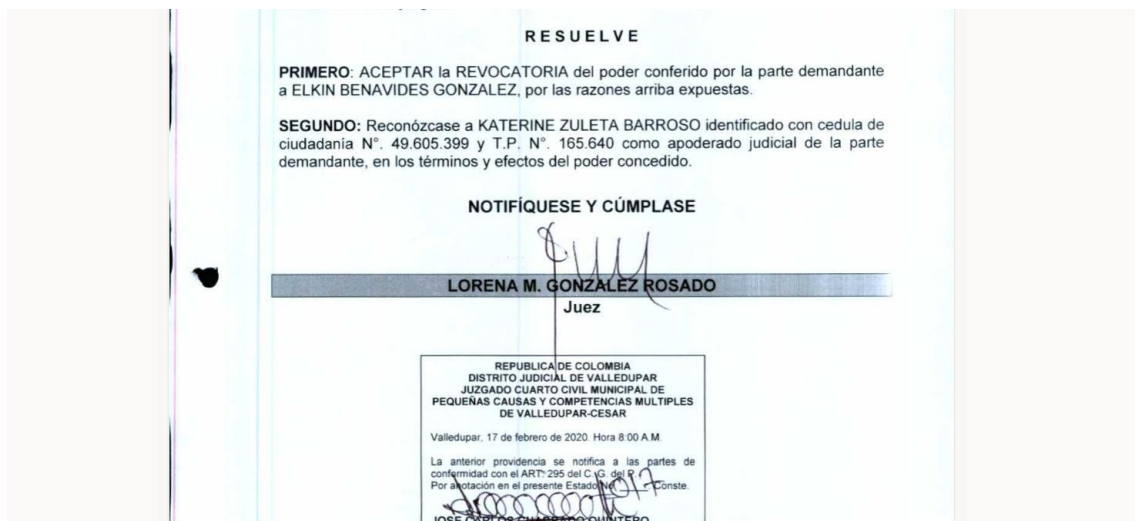 RESUELVE
PRIMERO: ACEPTAR la REVOCATORIA del poder conferido por la parte demandante
a ELKIN BENAVIDES GONZALEZ, por las razones arriba expuestas.
SEGUNDO: Reconózcase a KATERINE ZULETA BARROSO identificado con cedula de
ciudadanía N°. 49.605.399 y T.P. N°. 165.640 como apoderado judicial de la parte
demandante, en los términos y efectos del poder concedido.
NOTIFÍQUESE Y CÚMPLASE
LORENA M. GONZALEZ ROSADO
Juez
REPUBLICA DE COLOMBIA
DISTRITO JUDICIAL DE VALLEDUPAR
JUZGADO CUARTO CIVIL MUNICIPAL DE
PEQUEÑAS CAUSAS Y COMPETENCIAS MULTIPLES
DE VALLEDUPAR-CESAR
Valledupar, 17 de febrero de 2020. Hora 8:00 A.M.
La anterior providencia se notifica a las partes de
conformidad con el ART. 295 del C. G. del P.
Por anotación en el presente Estado No. 017 Conste.
JOSE CARLOS CUADRADO QUINTERO